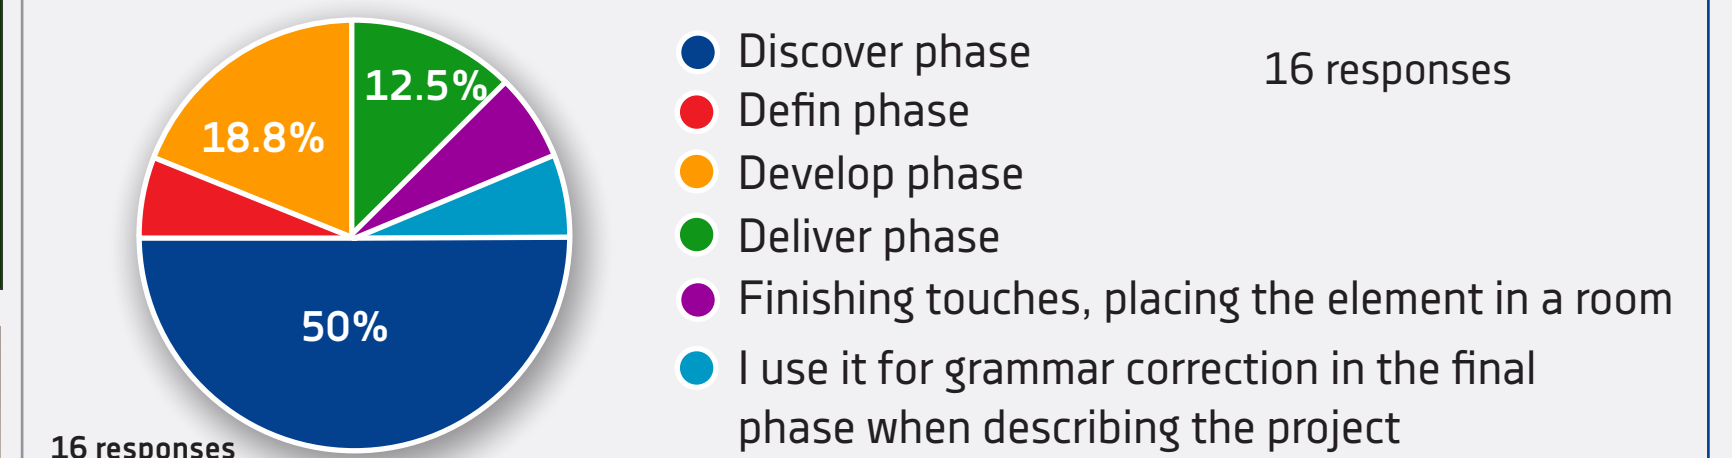 12.5%
18.8%
50%
16 responses
Discover phase
Defin phase
Develop phase
Deliver phase
Finishing touches, placing the element in a room
I use it for grammar correction in the final
phase when describing the project
16 responses